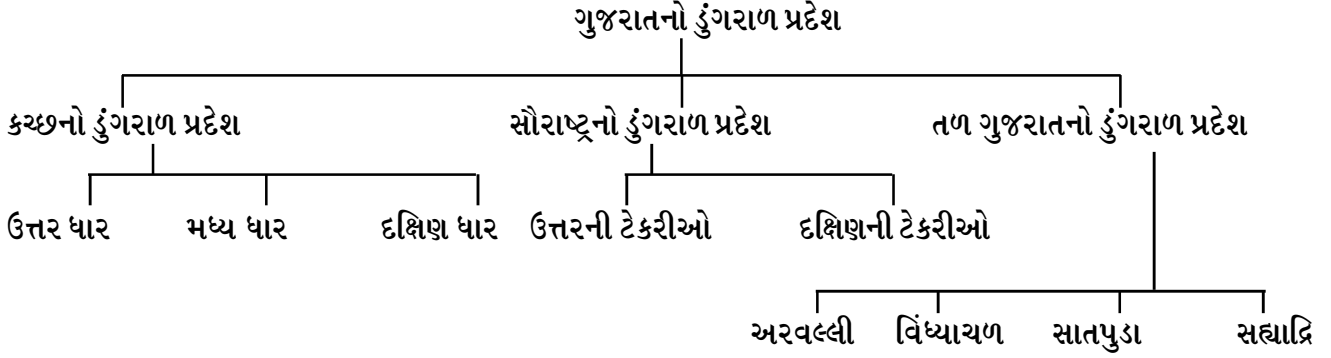 ગુજરાતનો ડુંગરાળ પ્રદેશ
કચ્છનો ડુંગરાળ પ્રદેશ સૌરાષ્ટ્રનો ડુંગરાળ પ્રદેશ તળ ગુજરાતનો ડુંગરાળ પ્રદેશ
ઉત્તર ધાર મધ્ય ધાર દક્ષિણ ધાર ઉત્તરની ટેકરીઓ દક્ષિણની ટેકરીઓ
અરવલ્લી વિંધ્યાચળ સાતપુડા સહ્યાદ્રિ